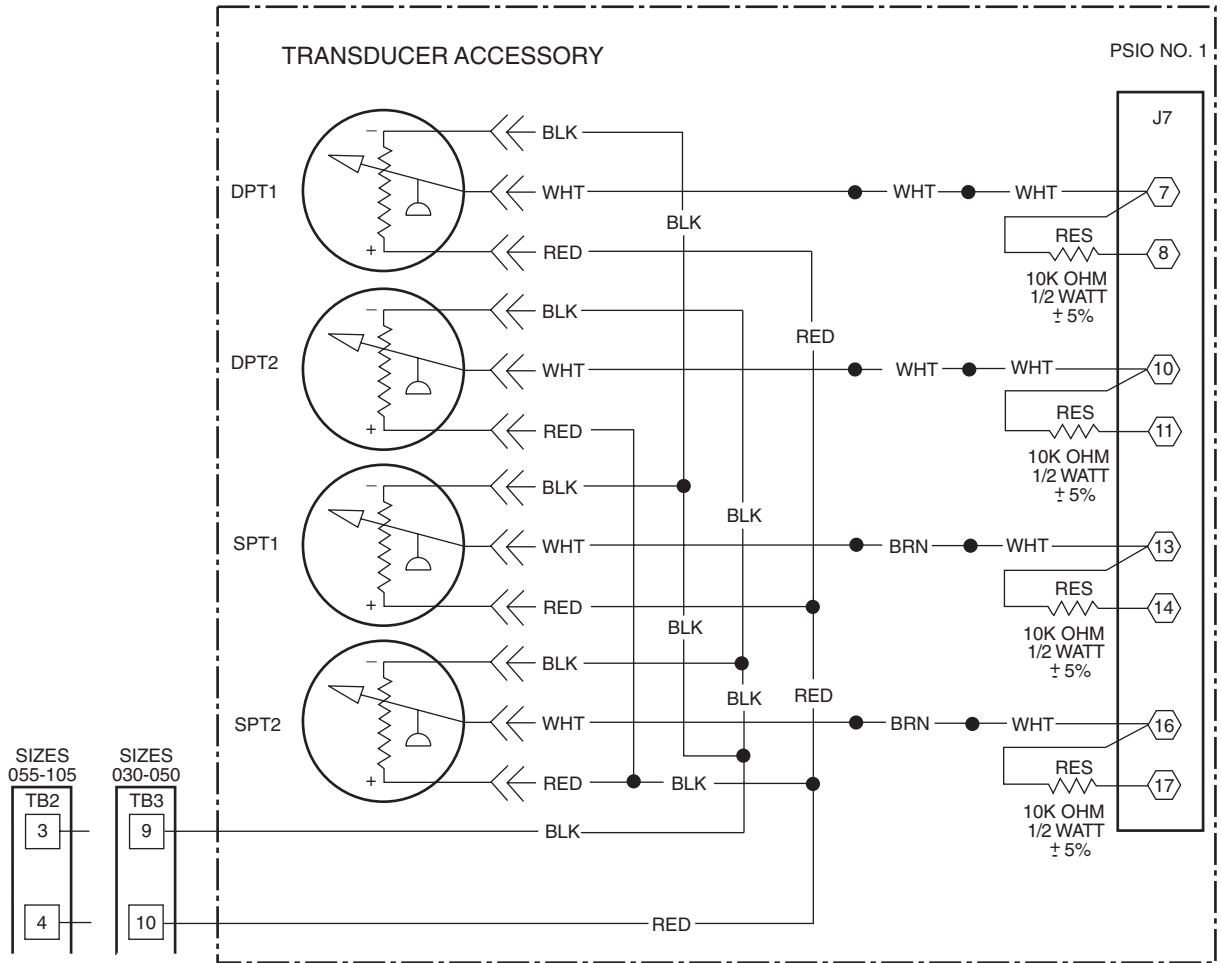 TRANSDUCER ACCESSORY
PSIO NO. 1
J7
DPT1
−
BLK
WHT
WHT
WHT
7
BLK
+
RED
RES
8
10K OHM
1/2 WATT
± 5%
DPT2
−
BLK
RED
WHT
WHT
WHT
10
+
RED
RES
11
10K OHM
1/2 WATT
± 5%
SPT1
−
BLK
BLK
WHT
BRN
WHT
13
+
RED
RES
14
BLK
10K OHM
1/2 WATT
± 5%
SPT2
−
BLK
BLK
RED
WHT
BRN
WHT
16
+
RED
BLK
RES
17
10K OHM
1/2 WATT
± 5%
SIZES
055-105
TB2
3
4
SIZES
030-050
TB3
9
BLK
10
RED